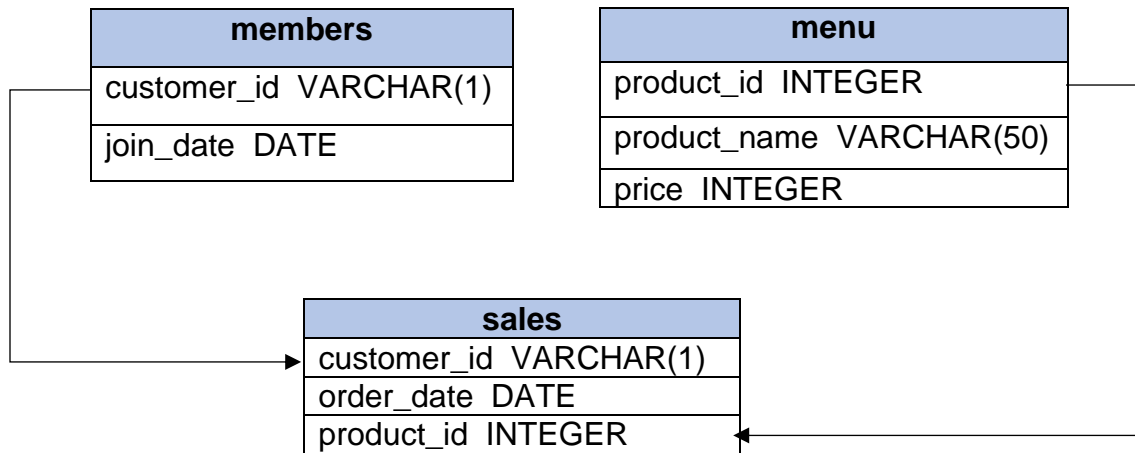 members
customer_id VARCHAR(1)
join_date DATE
menu
product_id INTEGER
product_name VARCHAR(50)
price INTEGER
sales
customer_id VARCHAR(1)
order_date DATE
product_id INTEGER